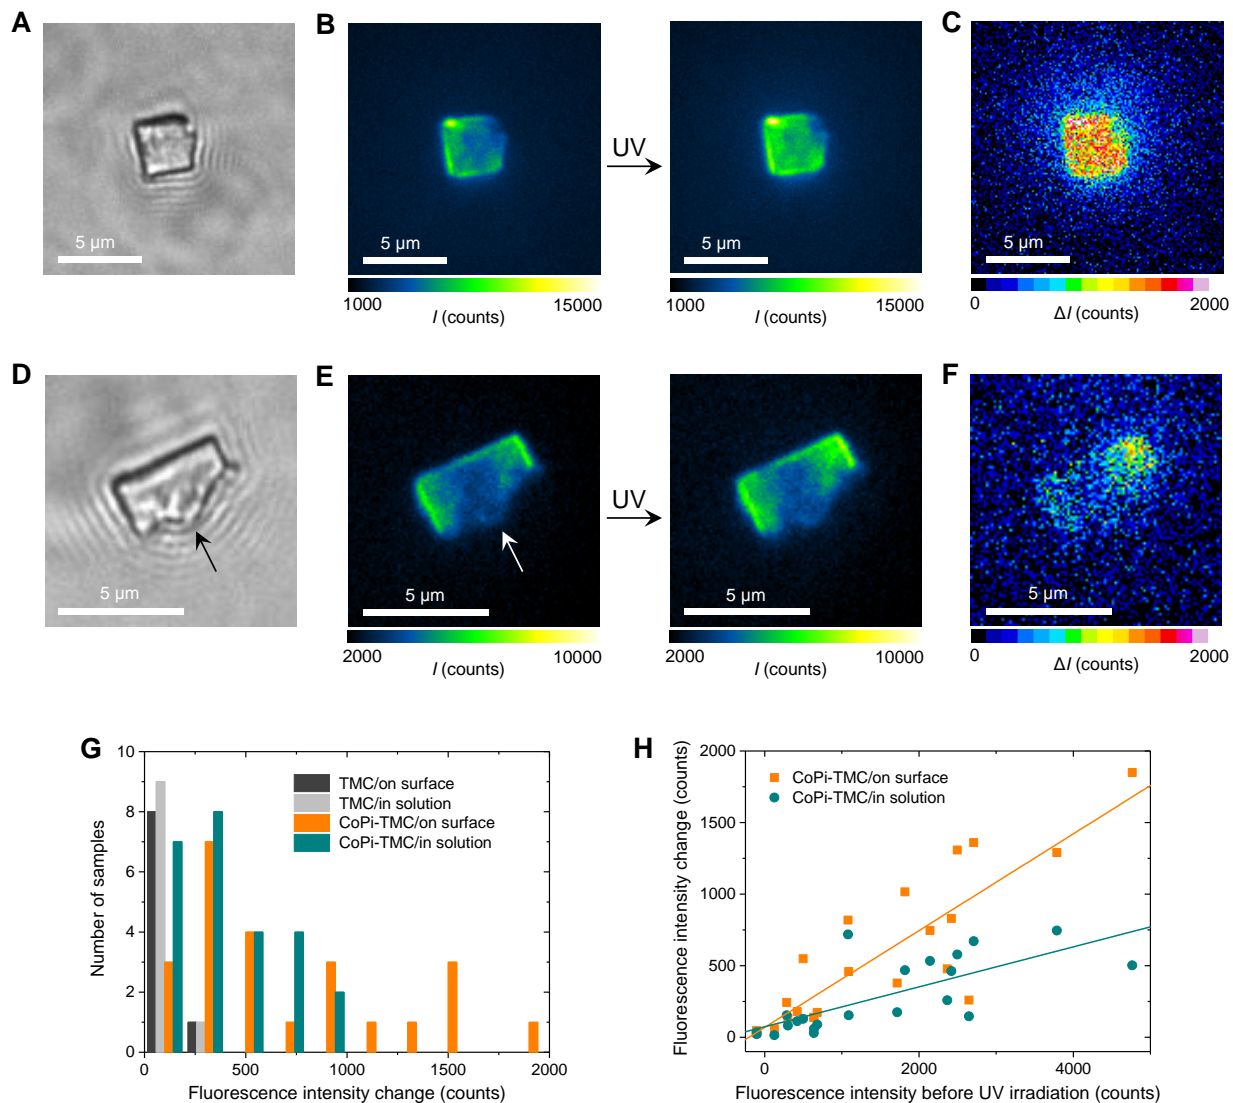 A
B
C
5 µm
5 µm
UV
5 µm
5 µm
1000
15000
1000
15000
0
2000
I (counts)
I (counts)
ΔI (counts)
D
E
F
5 µm
5 µm
UV
5 µm
5 µm
2000
10000
2000
10000
0
2000
I (counts)
I (counts)
ΔI (counts)
G
10
8
6
4
2
0
Number of samples
TMC/on surface
TMC/in solution
CoPi-TMC/on surface
CoPi-TMC/in solution
0
500
1000
1500
2000
Fluorescence intensity change (counts)
H
2000
1500
1000
500
0
Fluorescence intensity change (counts)
CoPi-TMC/on surface
CoPi-TMC/in solution
0
2000
4000
Fluorescence intensity before UV irradiation (counts)